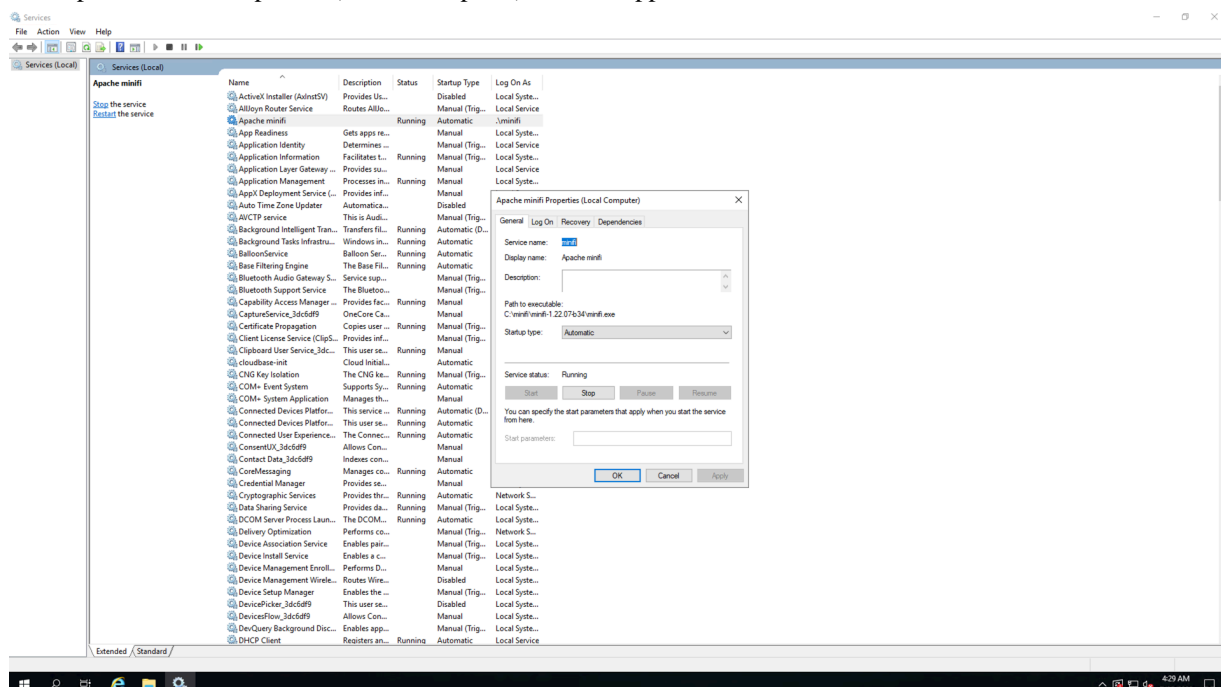 Services
File Action View Help
Services (Local)
Services (Local)
Apache minifi
Stop the service
Restart the service
Name Description Status Startup Type Log On As
ActiveX Installer (AxInstSV) Provides Us... Disabled Local Syste...
AllJoyn Router Service Routes AllJo... Manual (Trig... Local Service
Apache minifi Running Automatic .\minifi
App Readiness Gets apps re... Manual Local Syste...
Application Identity Determines ... Manual (Trig... Local Service
Application Information Facilitates t... Running Manual (Trig... Local Syste...
Application Layer Gateway ... Provides su... Manual Local Service
Application Management Processes in... Running Manual Local Syste...
AppX Deployment Service (... Provides inf... Manual
Auto Time Zone Updater Automatica... Disabled
AVCTP service This is Audi... Manual (Trig...
Background Intelligent Tran... Transfers fil... Running Automatic (D...
Background Tasks Infrastru... Windows in... Running Automatic
BalloonService Balloon Ser... Running Automatic
Base Filtering Engine The Base Fil... Running Automatic
Bluetooth Audio Gateway S... Service sup... Manual (Trig...
Bluetooth Support Service The Bluetoo... Manual (Trig...
Capability Access Manager ... Provides fac... Running Manual
CaptureService_3dc6df9 OneCore Ca... Manual
Certificate Propagation Copies user ... Running Manual (Trig...
Client License Service (ClipS... Provides inf... Manual (Trig...
Clipboard User Service_3dc... This user se... Running Manual
cloudbase-init Cloud Initial... Automatic
CNG Key Isolation The CNG ke... Running Manual (Trig...
COM+ Event System Supports Sy... Running Automatic
COM+ System Application Manages th... Manual
Connected Devices Platfor... This service ... Running Automatic (D...
Connected Devices Platfor... This user se... Running Automatic
Connected User Experience... The Connec... Running Automatic
ConsentUX_3dc6df9 Allows Con... Manual
Contact Data_3dc6df9 Indexes con... Manual
CoreMessaging Manages co... Running Automatic
Credential Manager Provides se... Manual
Cryptographic Services Provides thr... Running Automatic Network S...
Data Sharing Service Provides da... Running Manual (Trig... Local Syste...
DCOM Server Process Laun... The DCOM... Running Automatic Local Syste...
Delivery Optimization Performs co... Manual (Trig... Network S...
Device Association Service Enables pair... Manual (Trig... Local Syste...
Device Install Service Enables a c... Manual (Trig... Local Syste...
Device Management Enroll... Performs D... Manual Local Syste...
Device Management Wirele... Routes Wire... Disabled Local Syste...
Device Setup Manager Enables the ... Manual (Trig... Local Syste...
DevicePicker_3dc6df9 This user se... Disabled Local Syste...
DevicesFlow_3dc6df9 Allows Con... Manual Local Syste...
DevQuery Background Disc... Enables app... Manual (Trig... Local Syste...
DHCP Client Registers an... Running Automatic Local Service
Apache minifi Properties (Local Computer)
General Log On Recovery Dependencies
Service name: minifi
Display name: Apache minifi
Description:
Path to executable:
C:\minifi\minifi-1.22.07-b34\minifi.exe
Startup type: Automatic
Service status: Running
Start Stop Pause Resume
You can specify the start parameters that apply when you start the service
from here.
Start parameters:
OK Cancel Apply
Extended Standard
4:29 AM